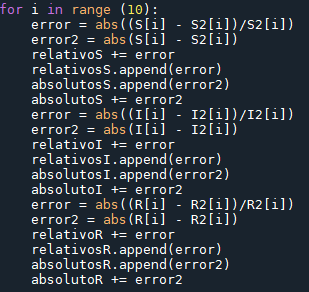 for i in range (10):
    error = abs((S[i] - S2[i])/S2[i])
    error2 = abs(S[i] - S2[i])
    relativoS += error
    relativosS.append(error)
    absolutosS.append(error2)
    absolutoS += error2
    error = abs((I[i] - I2[i])/I2[i])
    error2 = abs(I[i] - I2[i])
    relativoI += error
    relativosI.append(error)
    absolutosI.append(error2)
    absolutoI += error2
    error = abs((R[i] - R2[i])/R2[i])
    error2 = abs(R[i] - R2[i])
    relativoR += error
    relativosR.append(error)
    absolutosR.append(error2)
    absolutoR += error2